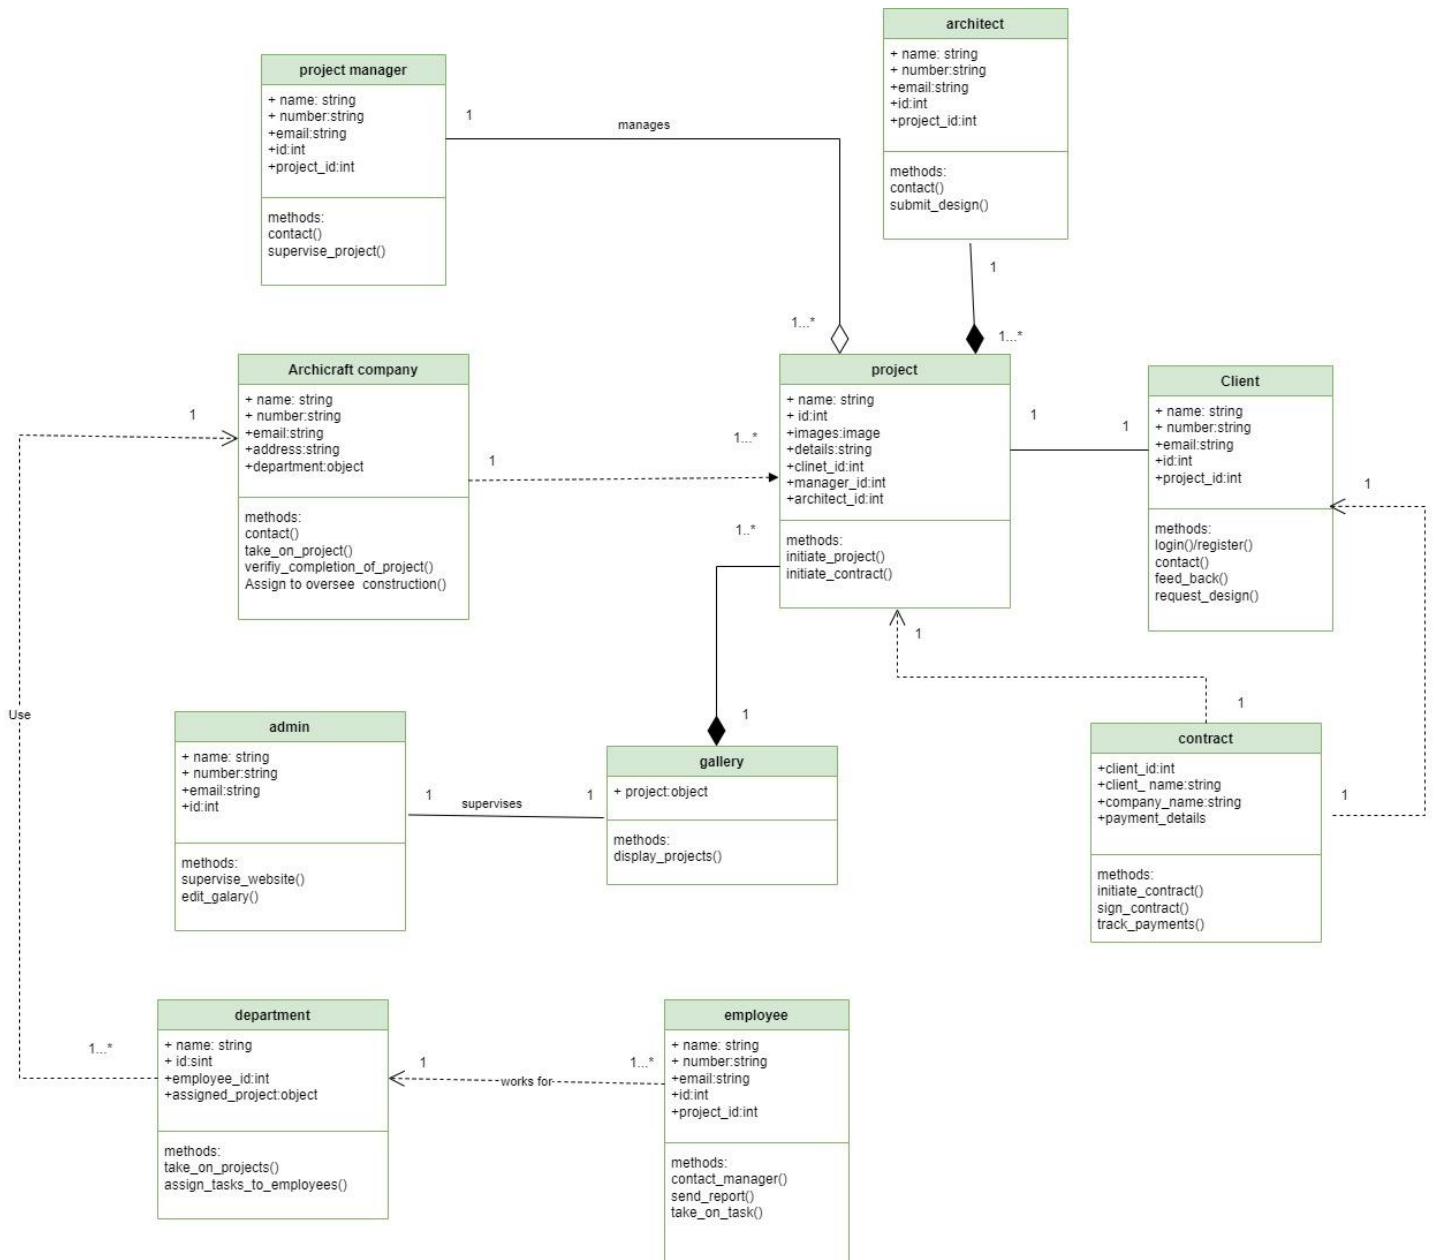 architect
+ name: string
+ number:string
+email:string
+id:int
+project_id:int
methods:
contact()
submit_design()
1
1...*
project manager
+ name: string
+ number:string
+email:string
+id:int
+project_id:int
methods:
contact()
supervise_project()
1
manages
1...*
Archicraft company
+ name: string
+ number:string
+email:string
+address:string
+department:object
methods:
contact()
take_on_project()
verifiy_completion_of_project()
Assign to oversee construction()
1
1
1...*
project
+ name: string
+ id:int
+images:image
+details:string
+clinet_id:int
+manager_id:int
+architect_id:int
methods:
initiate_project()
initiate_contract()
1
1
Client
+ name: string
+ number:string
+email:string
+id:int
+project_id:int
methods:
login()/register()
contact()
feed_back()
request_design()
1
1..*
1
1
Use
admin
+ name: string
+ number:string
+email:string
+id:int
methods:
supervise_website()
edit_galary()
1
supervises
1
1
gallery
+ project:object
methods:
display_projects()
contract
+client_id:int
+client_ name:string
+company_name:string
+payment_details
methods:
initiate_contract()
sign_contract()
track_payments()
1
1...*
department
+ name: string
+ id:sint
+employee_id:int
+assigned_project:object
methods:
take_on_projects()
assign_tasks_to_employees()
1
works for
1...*
employee
+ name: string
+ number:string
+email:string
+id:int
+project_id:int
methods:
contact_manager()
send_report()
take_on_task()